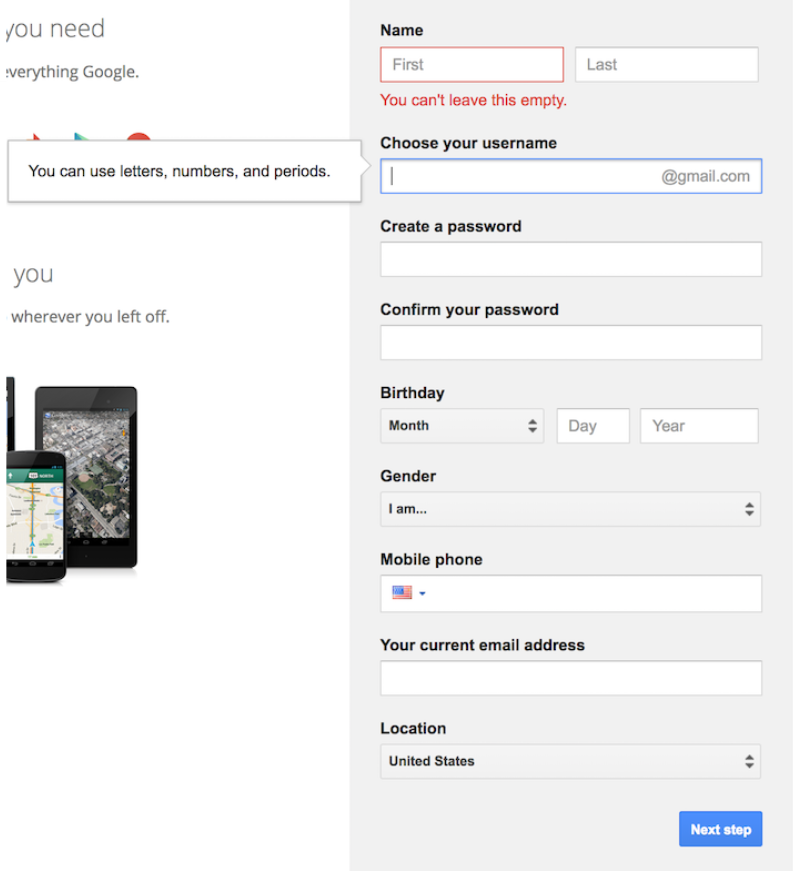 you need
everything Google.
You can use letters, numbers, and periods.
you
wherever you left off.
Name
First Last
You can't leave this empty.
Choose your username
@gmail.com
Create a password
Confirm your password
Birthday
Month Day Year
Gender
I am...
Mobile phone
Your current email address
Location
United States
Next step